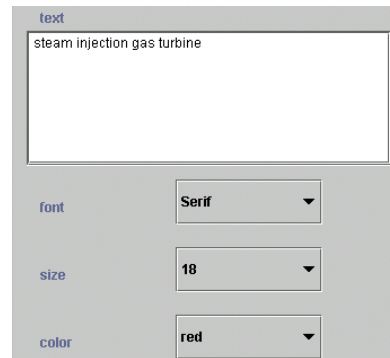 text
steam injection gas turbine
font Serif
size 18
color red